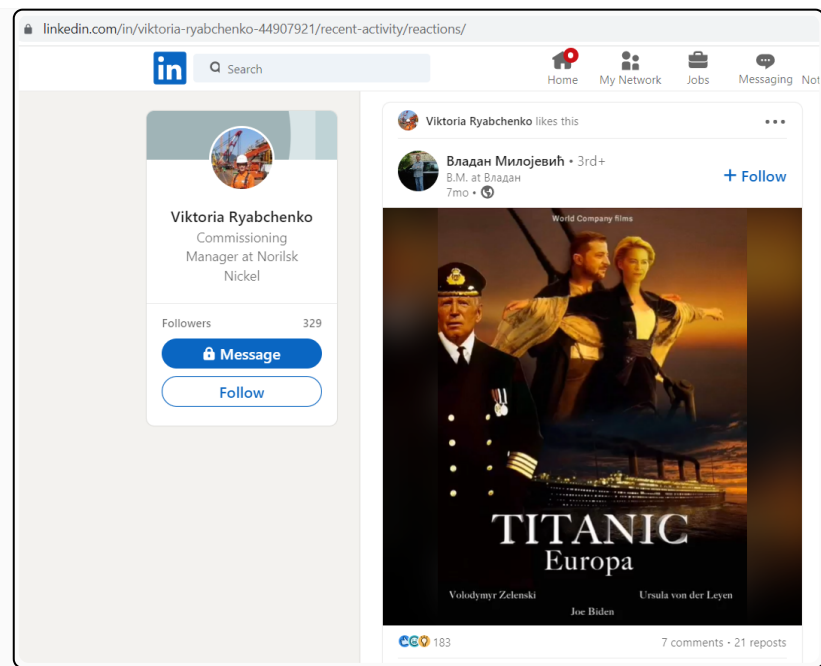 linkedin.com/in/viktoria-ryabchenko-44907921/recent-activity/reactions/
in
Search
Home
My Network
Jobs
Messaging
Not
Viktoria Ryabchenko
Commissioning
Manager at Norilsk
Nickel
Followers 329
Message
Follow
Viktoria Ryabchenko likes this
Владан Милојевић • 3rd+
B.M. at Владан
7mo •
+ Follow
World Company films
TITANIC
Europa
Volodymyr Zelenski
Ursula von der Leyen
Joe Biden
183
7 comments • 21 reposts